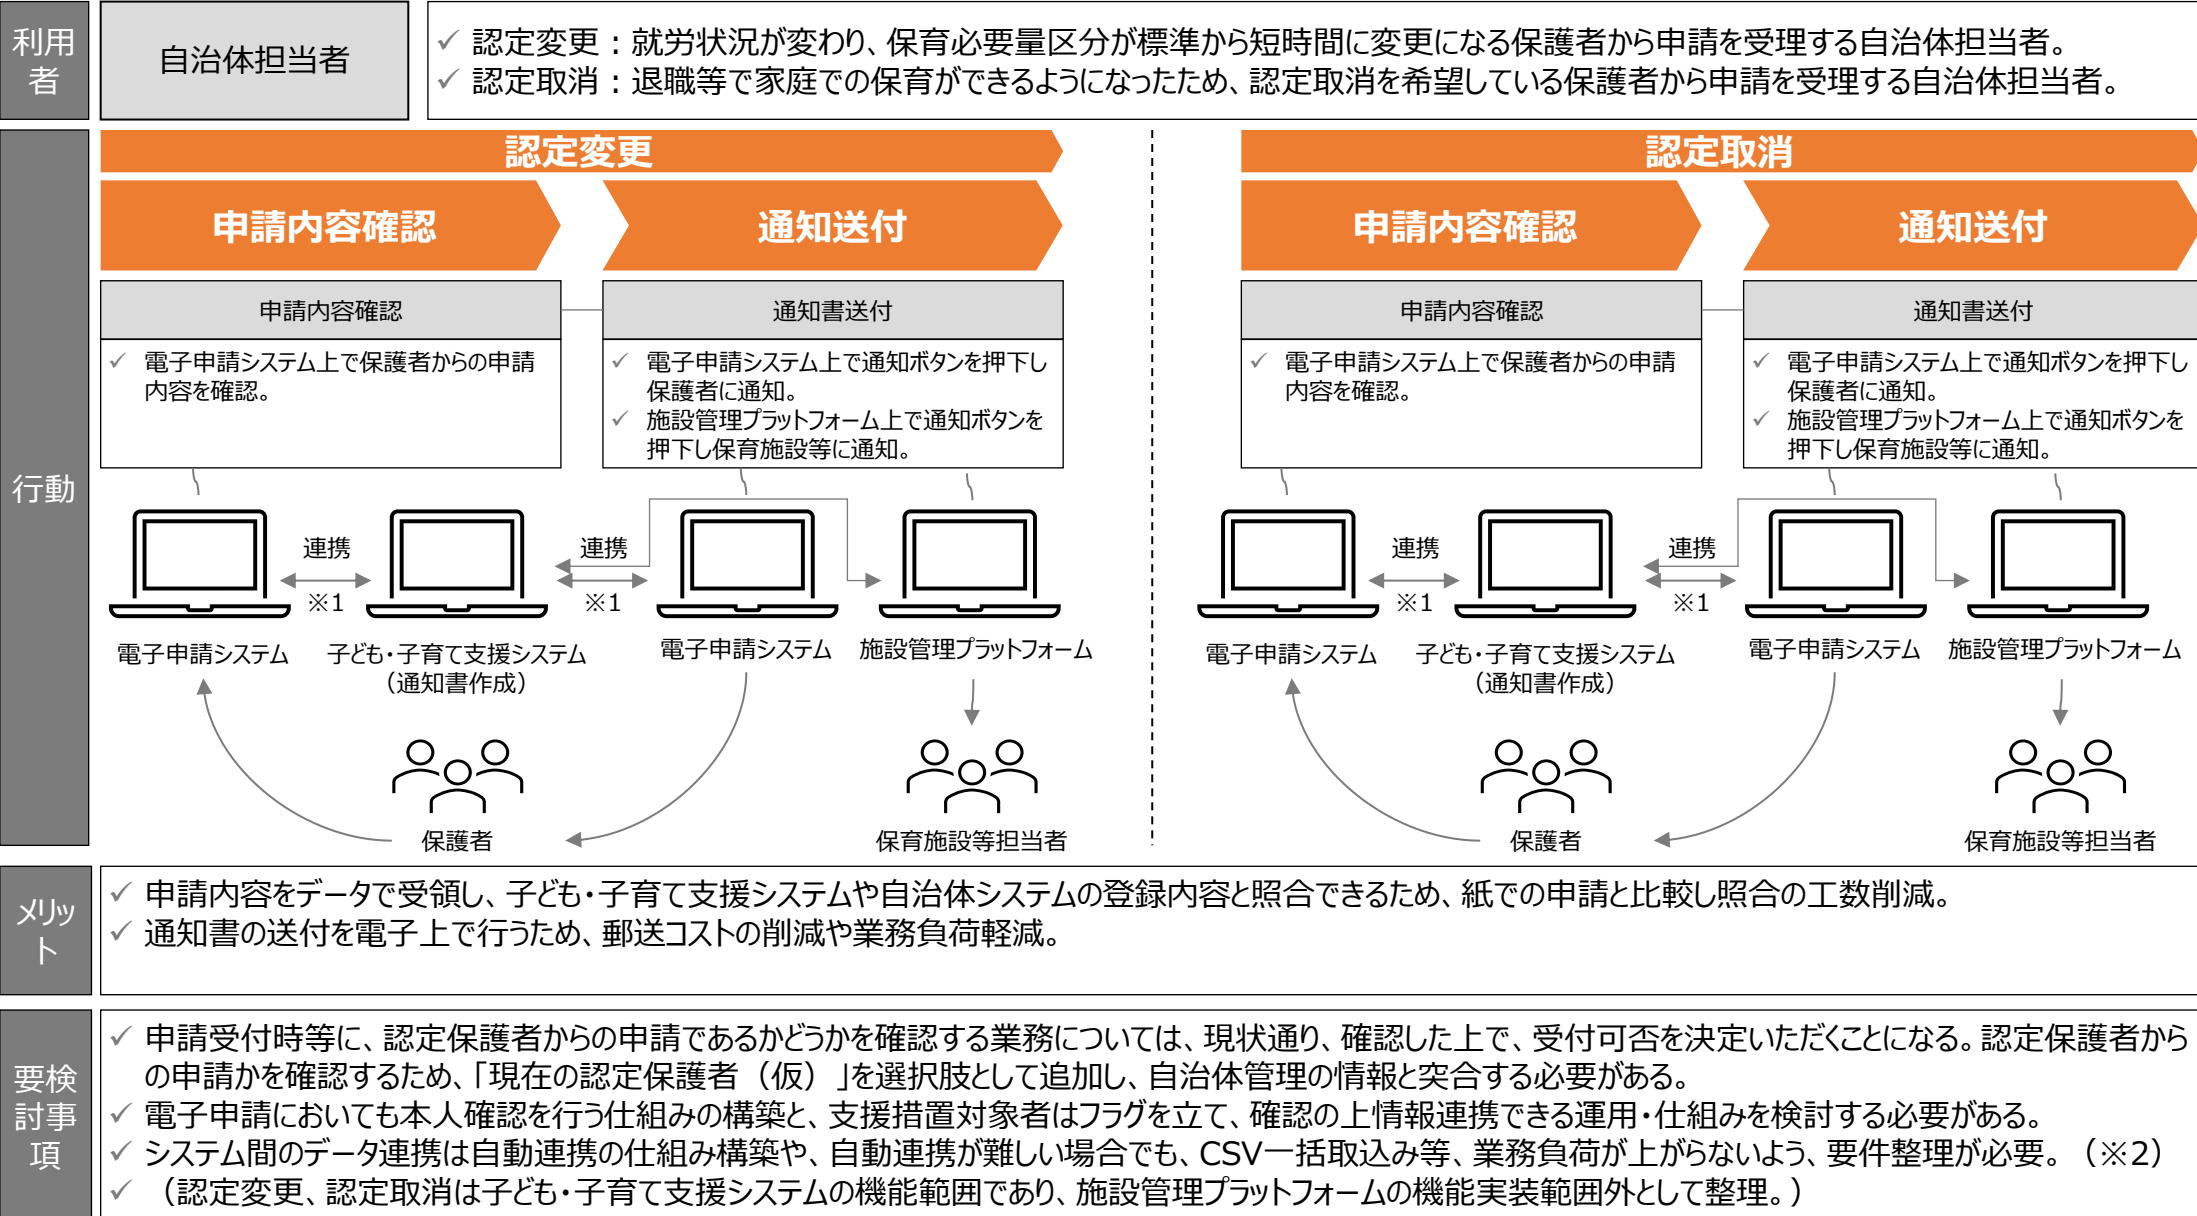 利用
者
自治体担当者
✓ 認定変更：就労状況が変わり、保育必要量区分が標準から短時間に変更になる保護者から申請を受理する自治体担当者。
✓ 認定取消：退職等で家庭での保育ができるようになったため、認定取消を希望している保護者から申請を受理する自治体担当者。
行動
認定変更
申請内容確認
通知送付
申請内容確認
通知書送付
✓ 電子申請システム上で保護者からの申請
内容を確認。
✓ 電子申請システム上で通知ボタンを押下し
保護者に通知。
✓ 施設管理プラットフォーム上で通知ボタンを
押下し保育施設等に通知。
連携
※1
連携
※1
電子申請システム
子ども・子育て支援システム
（通知書作成）
電子申請システム
施設管理プラットフォーム
保護者
保育施設等担当者
認定取消
申請内容確認
通知送付
申請内容確認
通知書送付
✓ 電子申請システム上で保護者からの申請
内容を確認。
✓ 電子申請システム上で通知ボタンを押下し
保護者に通知。
✓ 施設管理プラットフォーム上で通知ボタンを
押下し保育施設等に通知。
連携
※1
連携
※1
電子申請システム
子ども・子育て支援システム
（通知書作成）
電子申請システム
施設管理プラットフォーム
保護者
保育施設等担当者
メリッ
ト
✓ 申請内容をデータで受領し、子ども・子育て支援システムや自治体システムの登録内容と照合できるため、紙での申請と比較し照合の工数削減。
✓ 通知書の送付を電子上で行うため、郵送コストの削減や業務負荷軽減。
要検
討事
項
✓ 申請受付時等に、認定保護者からの申請であるかどうかを確認する業務については、現状通り、確認した上で、受付可否を決定いただくことになる。認定保護者から
の申請かを確認するため、「現在の認定保護者（仮）」を選択肢として追加し、自治体管理の情報と突合する必要がある。
✓ 電子申請においても本人確認を行う仕組みの構築と、支援措置対象者はフラグを立て、確認の上情報連携できる運用・仕組みを検討する必要がある。
✓ システム間のデータ連携は自動連携の仕組み構築や、自動連携が難しい場合でも、CSV一括取込み等、業務負荷が上がらないよう、要件整理が必要。（※2）
✓ （認定変更、認定取消は子ども・子育て支援システムの機能範囲であり、施設管理プラットフォームの機能実装範囲外として整理。）